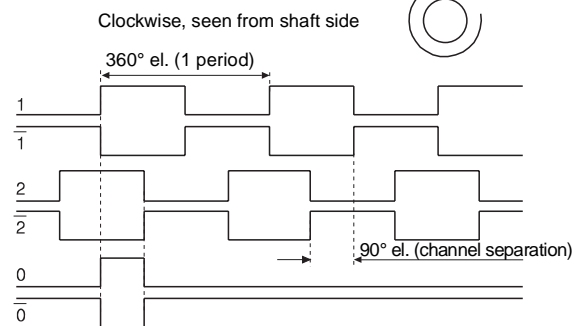 Clockwise, seen from shaft side
360° el. (1 period)
1
1̅
2
2̅
90° el. (channel separation)
0
0̅